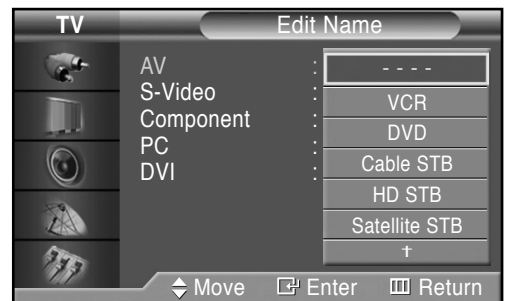 TV
Edit Name
AV : - - - -
S-Video : VCR
Component : DVD
PC : Cable STB
DVI : HD STB
Satellite STB
†
Move Enter Return